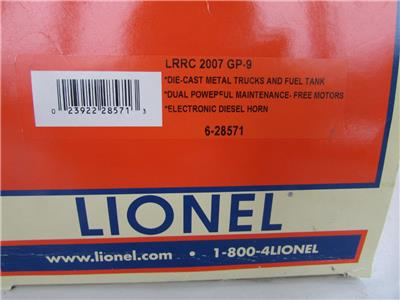 LRRC 2007 GP-9
*DIE-CAST METAL TRUCKS AND FUEL TANK
*DUAL POWERFUL MAINTENANCE- FREE MOTORS
*ELECTRONIC DIESEL HORN
6-28571
0 23922 28571 3
LIONEL®
www.lionel.com • 1-800-4LIONEL